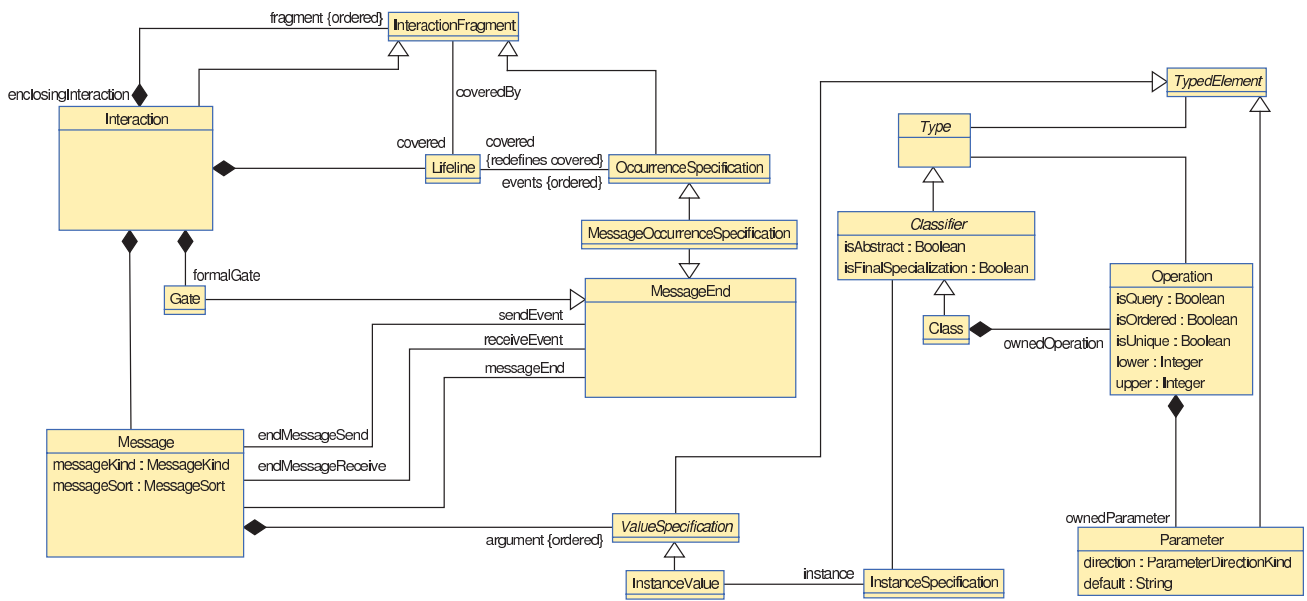 fragment {ordered}
InteractionFragment
enclosingInteraction
coveredBy
TypedElement
Interaction
Type
covered
covered
{redefines covered}
Lifeline
events {ordered}
OccurrenceSpecification
Classifier
isAbstract : Boolean
isFinalSpecialization : Boolean
MessageOccurrenceSpecification
formalGate
Gate
MessageEnd
sendEvent
receiveEvent
messageEnd
Class
ownedOperation
Operation
isQuery : Boolean
isOrdered : Boolean
isUnique : Boolean
lower : Integer
upper : Integer
Message
messageKind : MessageKind
messageSort : MessageSort
endMessageSend
endMessageReceive
argument {ordered}
ValueSpecification
InstanceValue
instance
InstanceSpecification
ownedParameter
Parameter
direction : ParameterDirectionKind
default : String